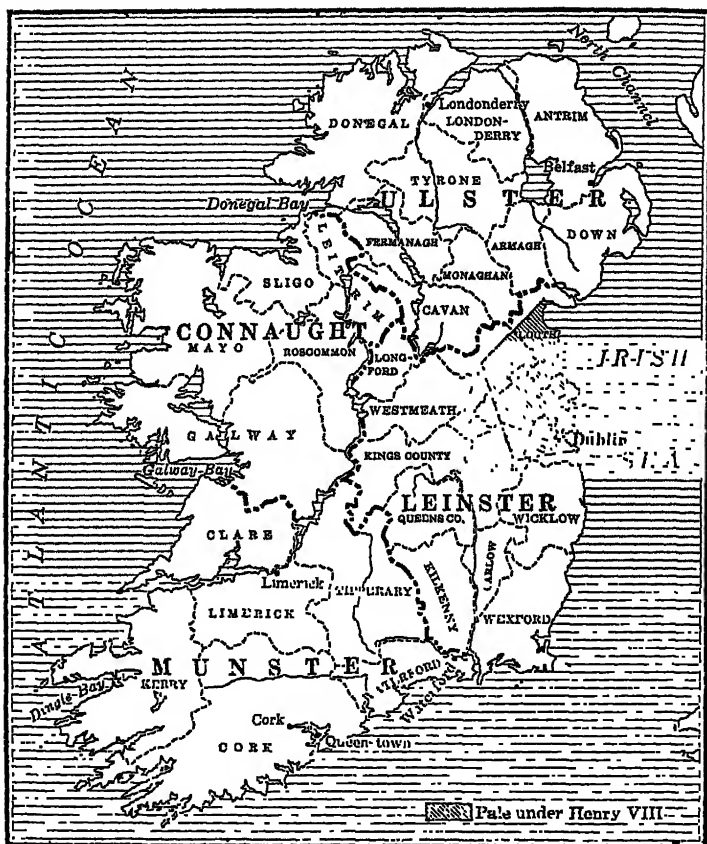 North Channel
ATLANTIC OCEAN
DONEGAL
Londonderry
LONDON-
DERRY
ANTRIM
Belfast
TYRONE
Donegal Bay
ULSTER
DOWN
FERMANAGH
ARMAGH
MONAGHAN
LEITRIM
SLIGO
CAVAN
LOUTH
CONNAUGHT
MAYO
ROSCOMMON
LONG-
FORD
IRISH
SEA
WESTMEATH
Dublin
GALWAY
KINGS COUNTY
Galway-Bay
LEINSTER
QUEENS CO.
WICKLOW
CLARE
CARLOW
Limerick
TIPPERARY
KILKENNY
LIMERICK
WEXFORD
MUNSTER
WATERFORD
Waterford
Dingle-Bay
KERRY
Cork
CORK
Queen-town
Pale under Henry VIII